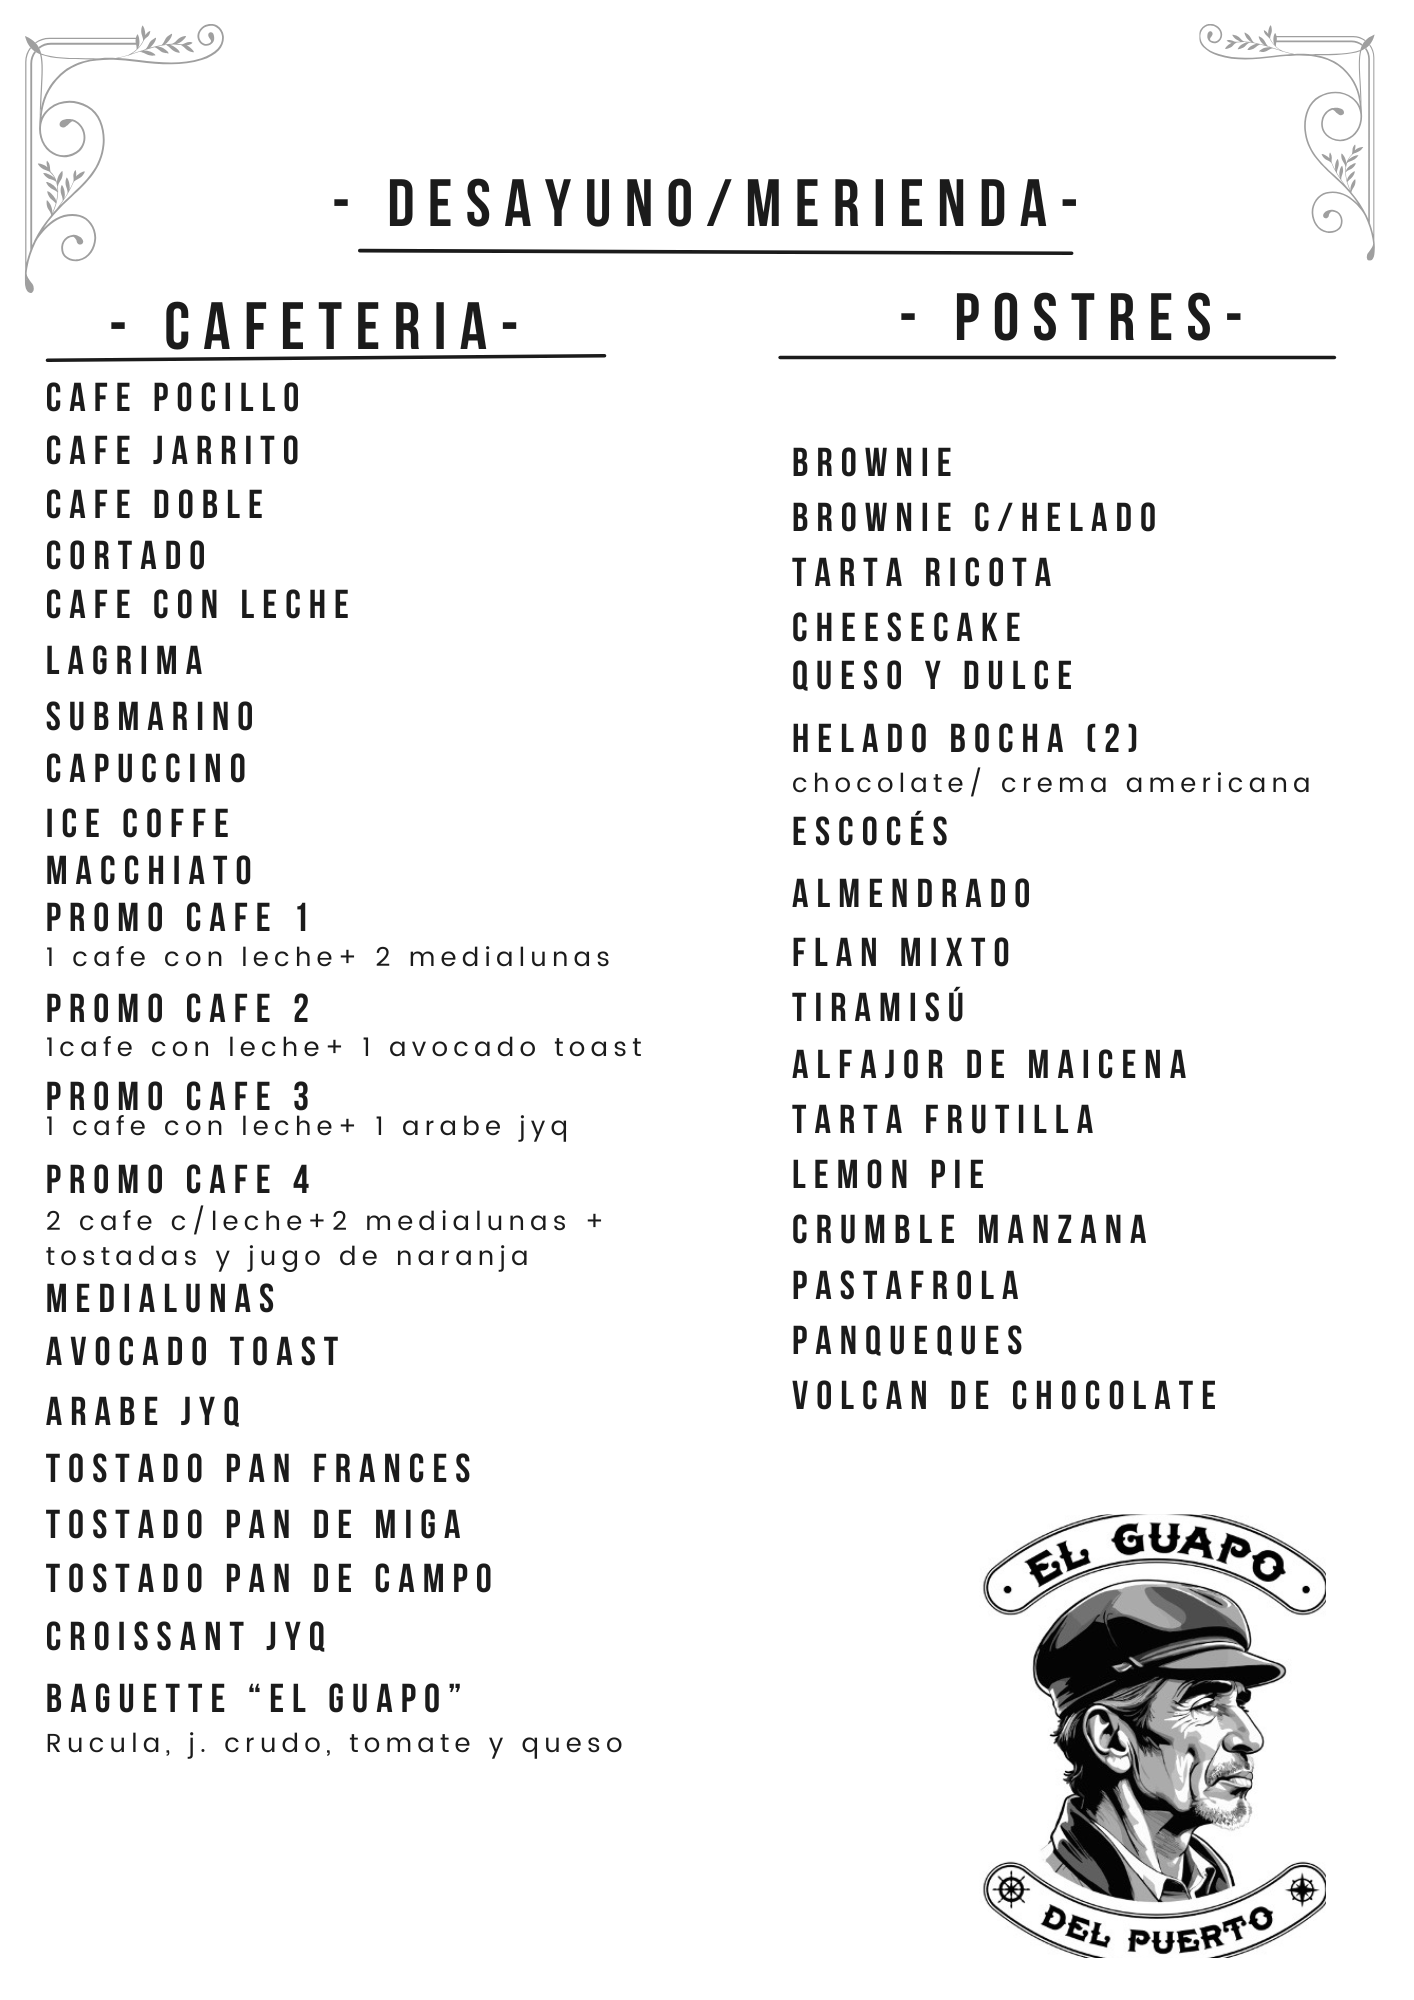 - DESAYUNO/MERIENDA-
- CAFETERIA-
CAFE POCILLO
CAFE JARRITO
CAFE DOBLE
CORTADO
CAFE CON LECHE
LAGRIMA
SUBMARINO
CAPUCCINO
ICE COFFE
MACCHIATO
PROMO CAFE 1
1 cafe con leche+ 2 medialunas
PROMO CAFE 2
1cafe con leche+ 1 avocado toast
PROMO CAFE 3
1 cafe con leche+ 1 arabe jyq
PROMO CAFE 4
2 cafe c/leche+2 medialunas +
tostadas y jugo de naranja
MEDIALUNAS
AVOCADO TOAST
ARABE JYQ
TOSTADO PAN FRANCES
TOSTADO PAN DE MIGA
TOSTADO PAN DE CAMPO
CROISSANT JYQ
BAGUETTE “EL GUAPO”
Rucula, j. crudo, tomate y queso
- POSTRES-
BROWNIE
BROWNIE C/HELADO
TARTA RICOTA
CHEESECAKE
QUESO Y DULCE
HELADO BOCHA (2)
chocolate/ crema americana
ESCOCÉS
ALMENDRADO
FLAN MIXTO
TIRAMISÚ
ALFAJOR DE MAICENA
TARTA FRUTILLA
LEMON PIE
CRUMBLE MANZANA
PASTAFROLA
PANQUEQUES
VOLCAN DE CHOCOLATE
• EL GUAPO •
DEL PUERTO